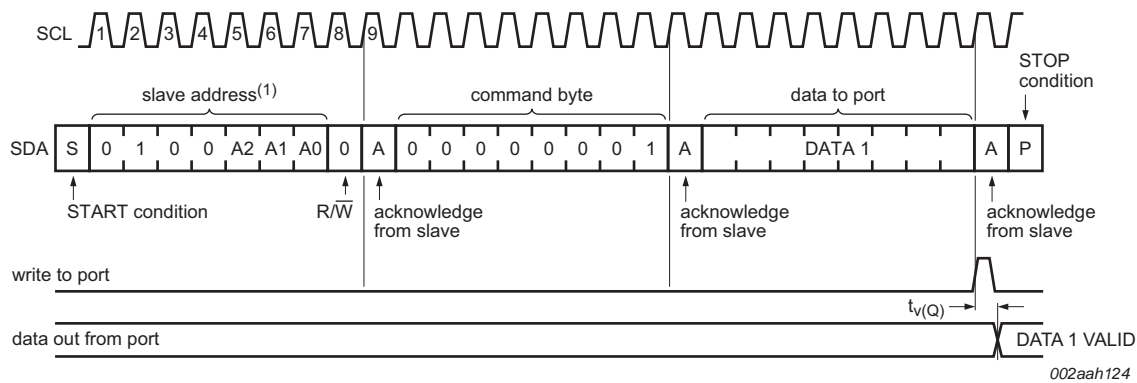 SCL 1 2 3 4 5 6 7 8 9
STOP
condition
slave address(1) command byte data to port
SDA S 0 1 0 0 A2 A1 A0 0 A 0 0 0 0 0 0 0 1 A DATA 1 A P
START condition R/W̅ acknowledge from slave acknowledge from slave acknowledge from slave
write to port
tv(Q)
data out from port DATA 1 VALID
002aah124